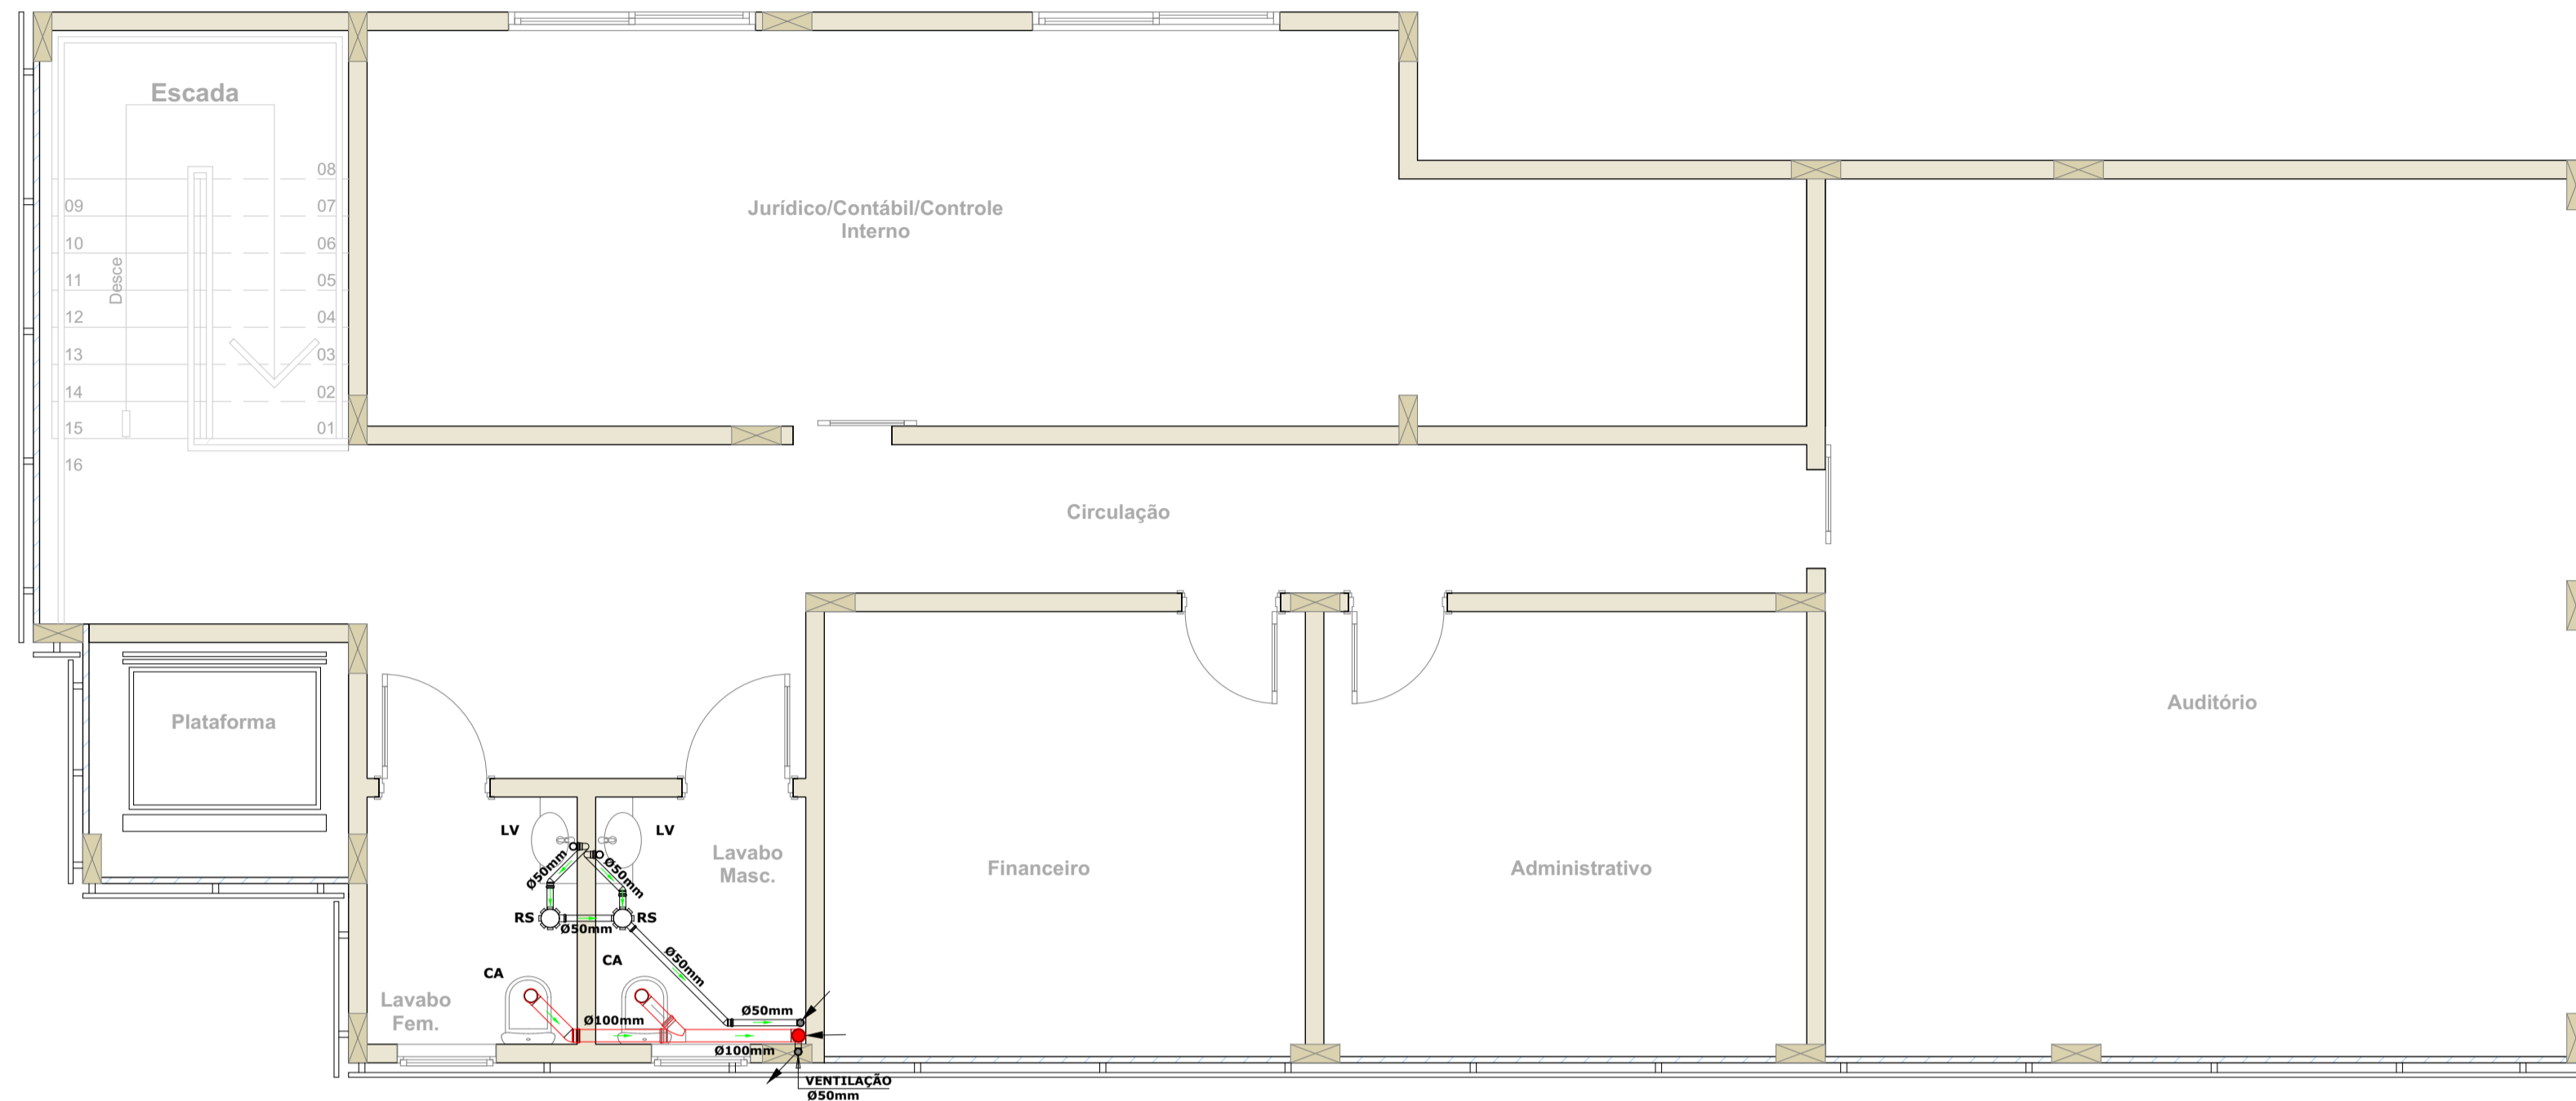 Escada
08
09
07
10
06
11
05
12
04
13
03
14
02
15
01
16
Desce
Jurídico/Contábil/Controle
Interno
Circulação
Plataforma
Auditório
LV
LV
Lavabo
Masc.
Financeiro
Administrativo
Ø50mm
Ø50mm
RS
RS
Ø50mm
Ø50mm
CA
CA
Lavabo
Fem.
Ø50mm
Ø100mm
Ø100mm
VENTILAÇÃO
Ø50mm